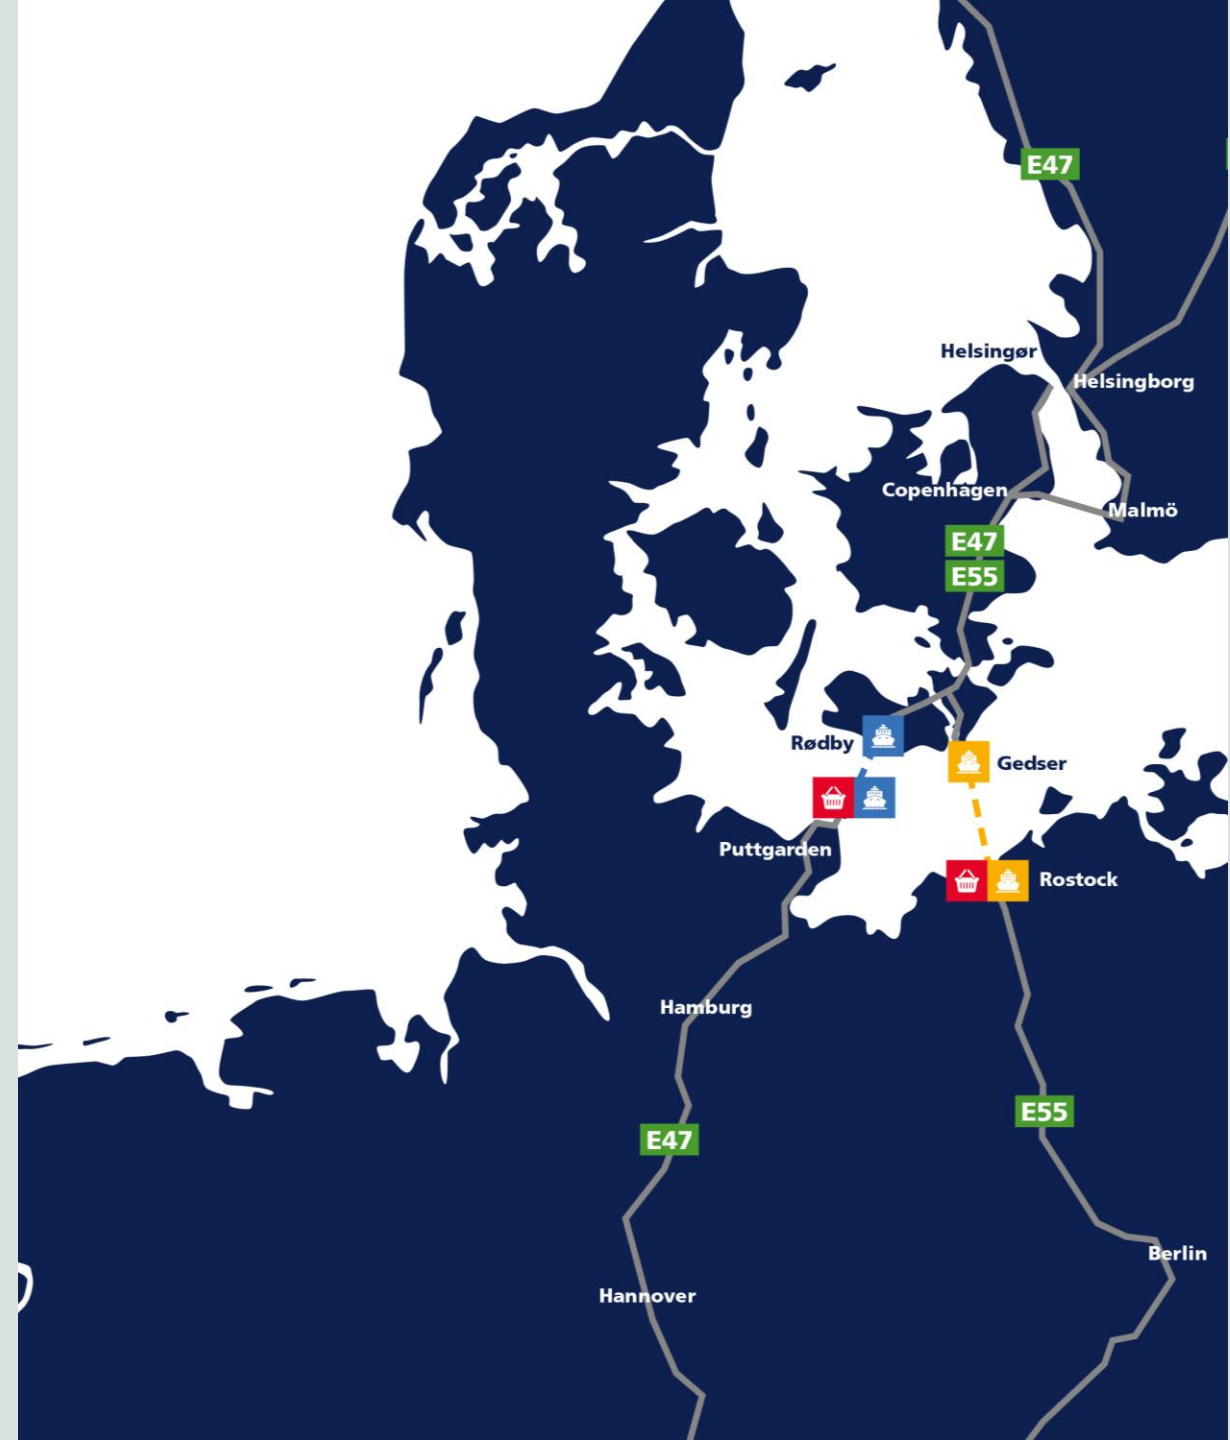 E47
Helsingør
Helsingborg
Copenhagen
Malmö
E47
E55
Rødby
Gedser
Puttgarden
Rostock
Hamburg
E55
E47
Berlin
Hannover